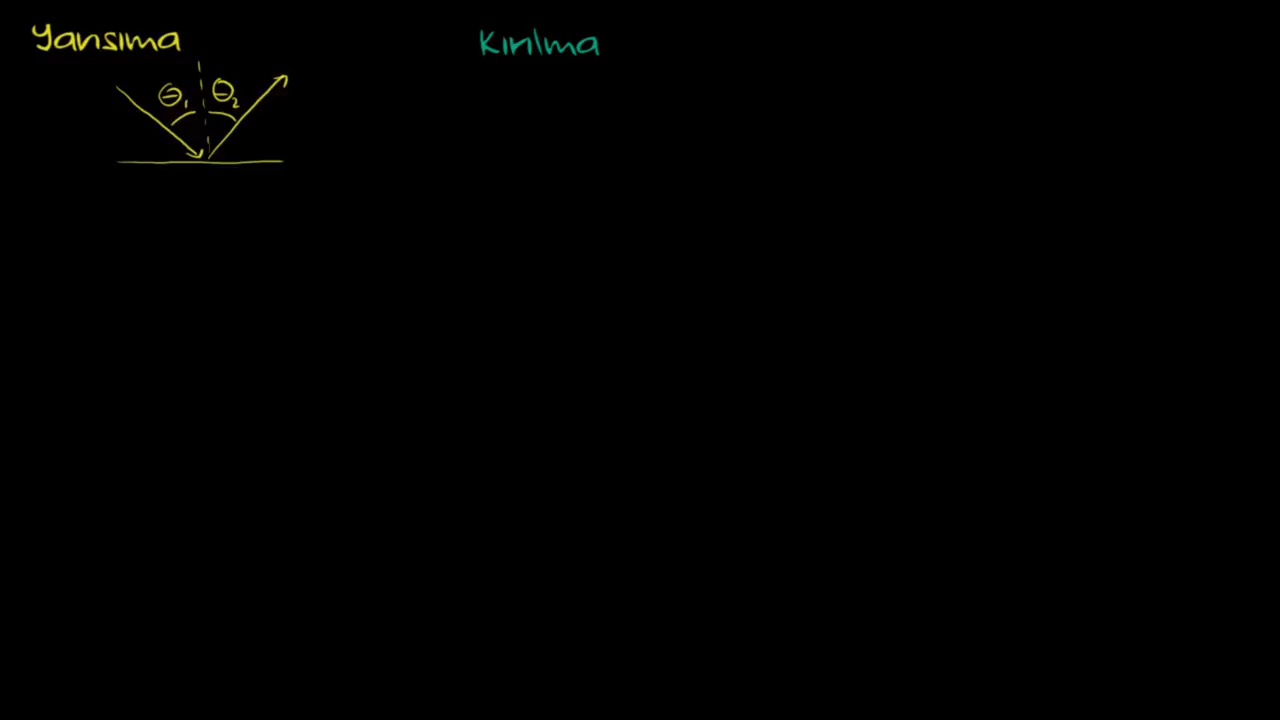 Yansıma
Kırılma
θ₁ θ₂